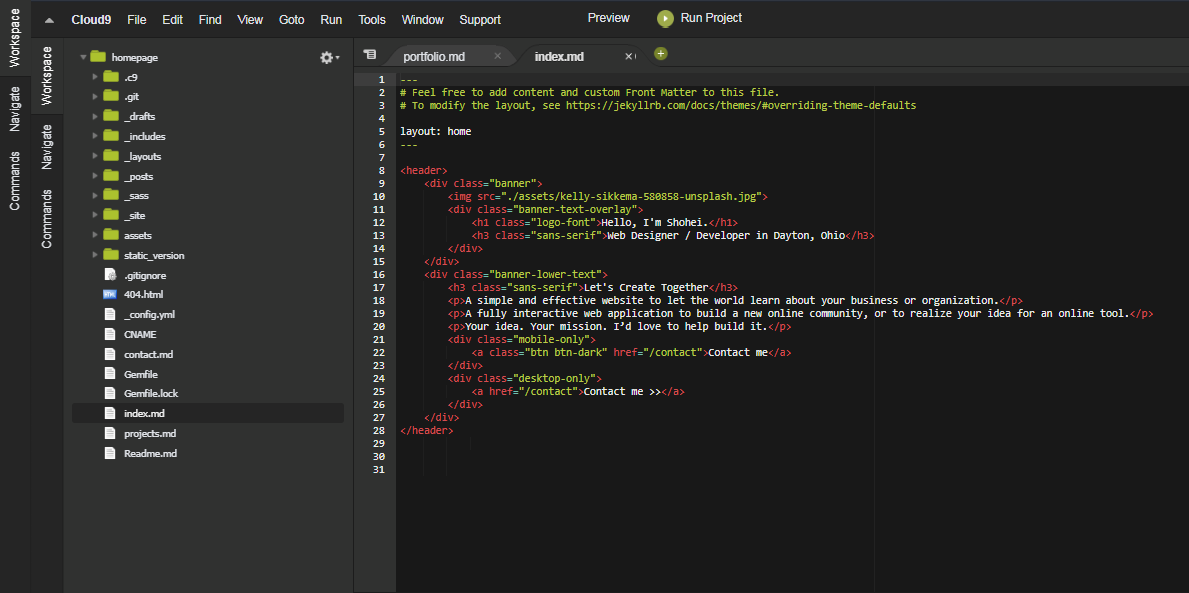 Cloud9 File Edit Find View Goto Run Tools Window Support Preview Run Project
Workspace
Navigate
Commands
Workspace
Navigate
Commands
homepage
.c9
.git
_drafts
_includes
_layouts
_posts
_sass
_site
assets
static_version
.gitignore
404.html
_config.yml
CNAME
contact.md
Gemfile
Gemfile.lock
index.md
projects.md
Readme.md
portfolio.md index.md
1 ---
2 # Feel free to add content and custom Front Matter to this file.
3 # To modify the layout, see https://jekyllrb.com/docs/themes/#overriding-theme-defaults
4
5 layout: home
6 ---
7
8 <header>
9 <div class="banner">
10 <img src="./assets/kelly-sikkema-580858-unsplash.jpg">
11 <div class="banner-text-overlay">
12 <h1 class="logo-font">Hello, I'm Shohei.</h1>
13 <h3 class="sans-serif">Web Designer / Developer in Dayton, Ohio</h3>
14 </div>
15 </div>
16 <div class="banner-lower-text">
17 <h3 class="sans-serif">Let's Create Together</h3>
18 <p>A simple and effective website to let the world learn about your business or organization.</p>
19 <p>A fully interactive web application to build a new online community, or to realize your idea for an online tool.</p>
20 <p>Your idea. Your mission. I’d love to help build it.</p>
21 <div class="mobile-only">
22 <a class="btn btn-dark" href="/contact">Contact me</a>
23 </div>
24 <div class="desktop-only">
25 <a href="/contact">Contact me >></a>
26 </div>
27 </div>
28 </header>
29
30
31